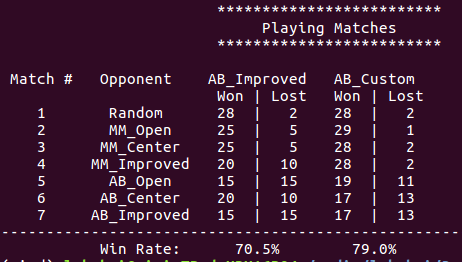 *************************
Playing Matches
*************************
Match # Opponent AB_Improved AB_Custom
Won | Lost Won | Lost
1 Random 28 | 2 28 | 2
2 MM_Open 25 | 5 29 | 1
3 MM_Center 25 | 5 28 | 2
4 MM_Improved 20 | 10 28 | 2
5 AB_Open 15 | 15 19 | 11
6 AB_Center 20 | 10 17 | 13
7 AB_Improved 15 | 15 17 | 13
--------------------------------------------------------------------------
Win Rate: 70.5% 79.0%